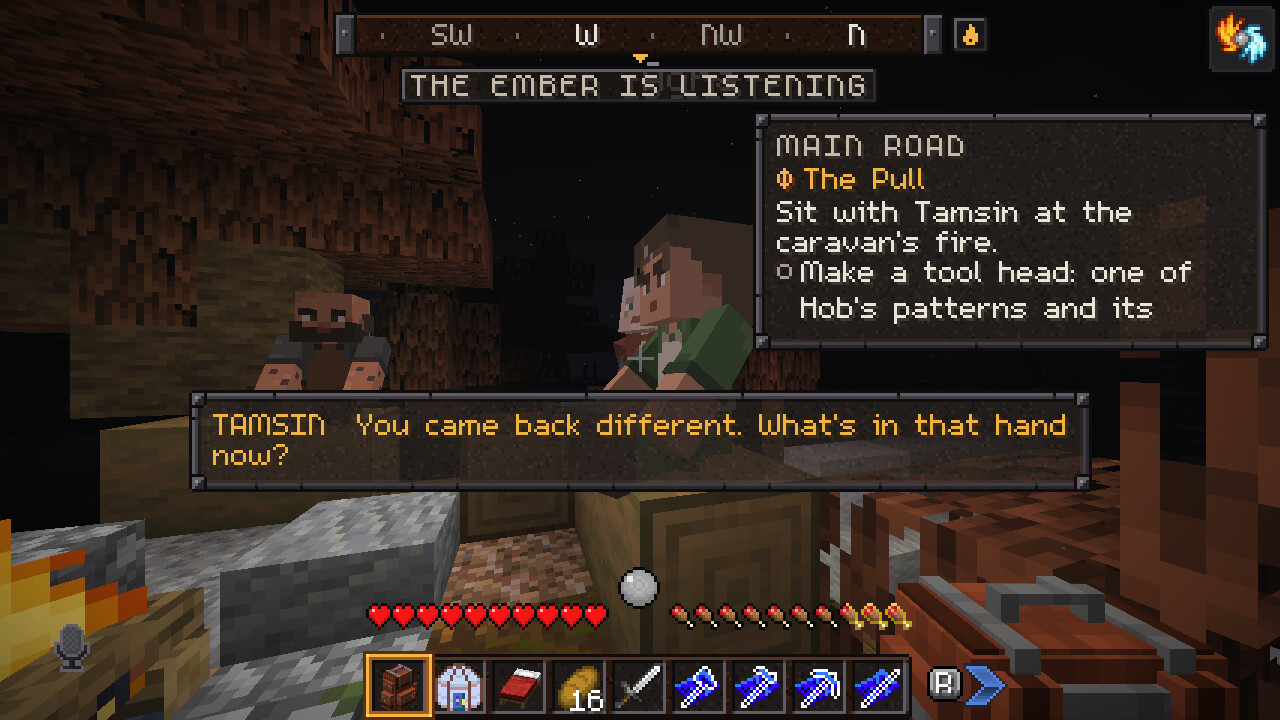 SW W NW N
THE EMBER IS LISTENING
MAIN ROAD
The Pull
Sit with Tamsin at the
caravan's fire.
Make a tool head: one of
Hob's patterns and its
TAMSIN You came back different. What's in that hand
now?
16
R